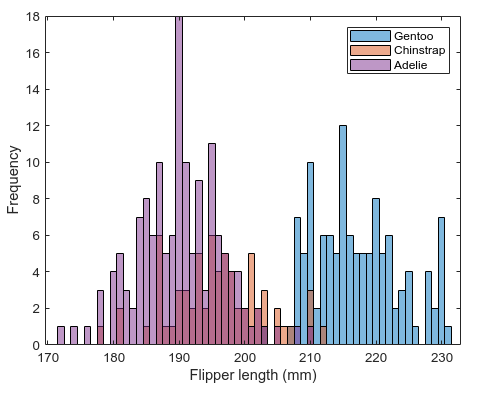 18
16
14
12
10
8
6
4
2
0
Frequency
Gentoo
Chinstrap
Adelie
170 180 190 200 210 220 230
Flipper length (mm)